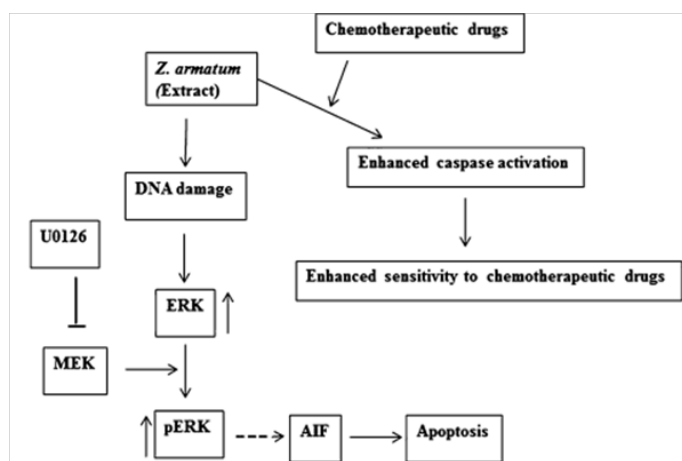 Chemotherapeutic drugs
Z. armatum
(Extract)
Enhanced caspase activation
DNA damage
U0126
Enhanced sensitivity to chemotherapeutic drugs
ERK
MEK
pERK
AIF
Apoptosis